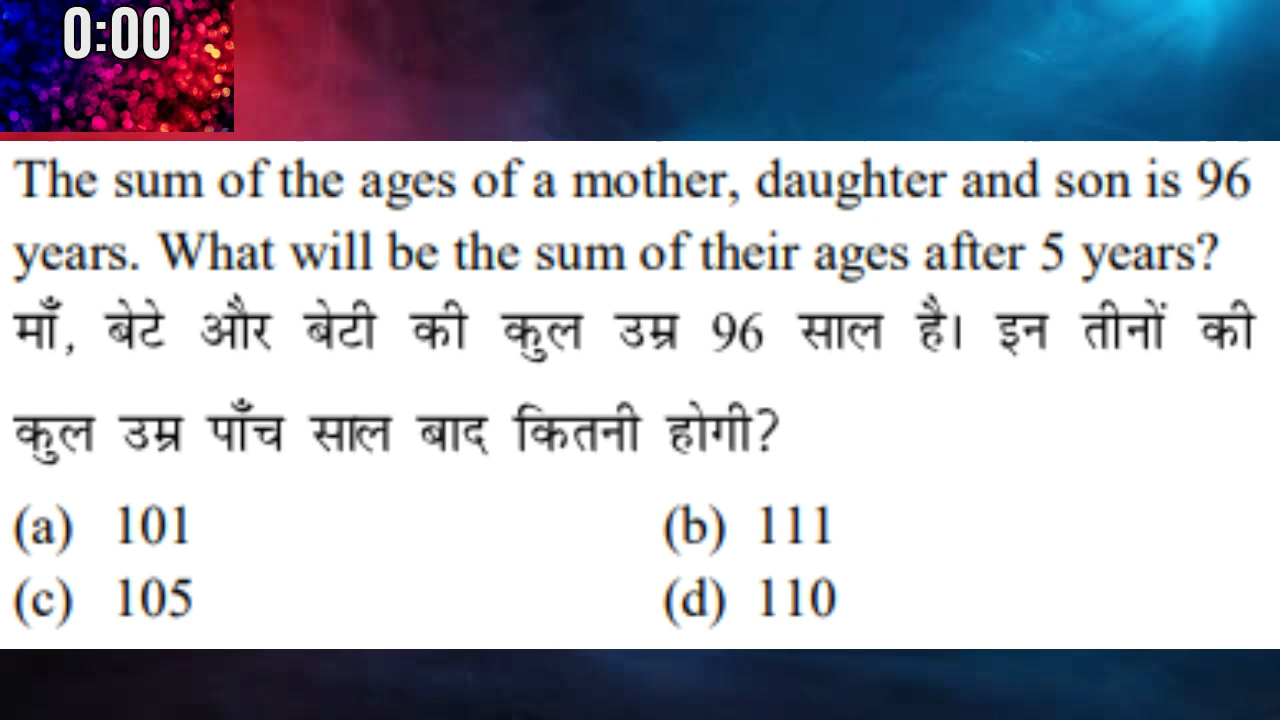 0:00
The sum of the ages of a mother, daughter and son is 96
years. What will be the sum of their ages after 5 years?
माँ, बेटे और बेटी की कुल उम्र 96 साल है। इन तीनों की
कुल उम्र पाँच साल बाद कितनी होगी?
(a) 101 (b) 111
(c) 105 (d) 110